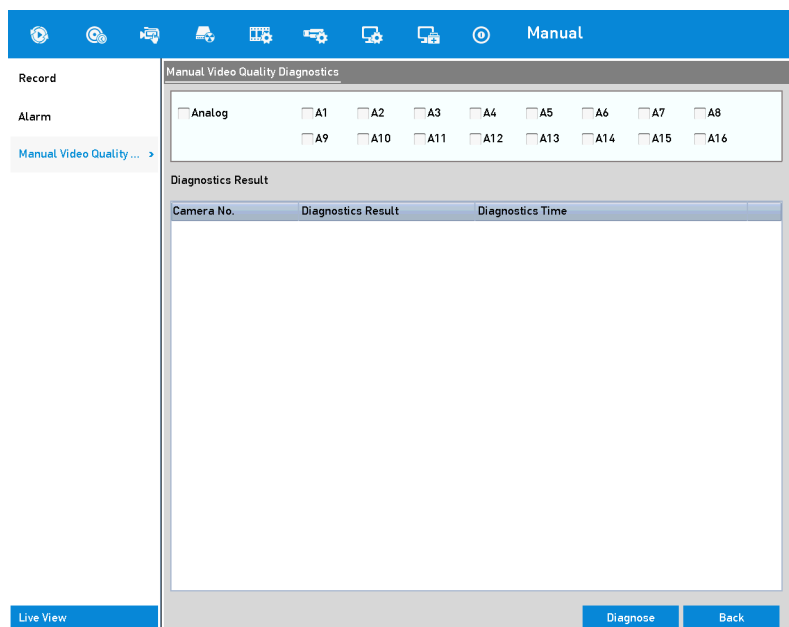 Manual
Record
Alarm
Manual Video Quality ... >
Manual Video Quality Diagnostics
Analog A1 A2 A3 A4 A5 A6 A7 A8
A9 A10 A11 A12 A13 A14 A15 A16
Diagnostics Result
Camera No. Diagnostics Result Diagnostics Time
Live View Diagnose Back